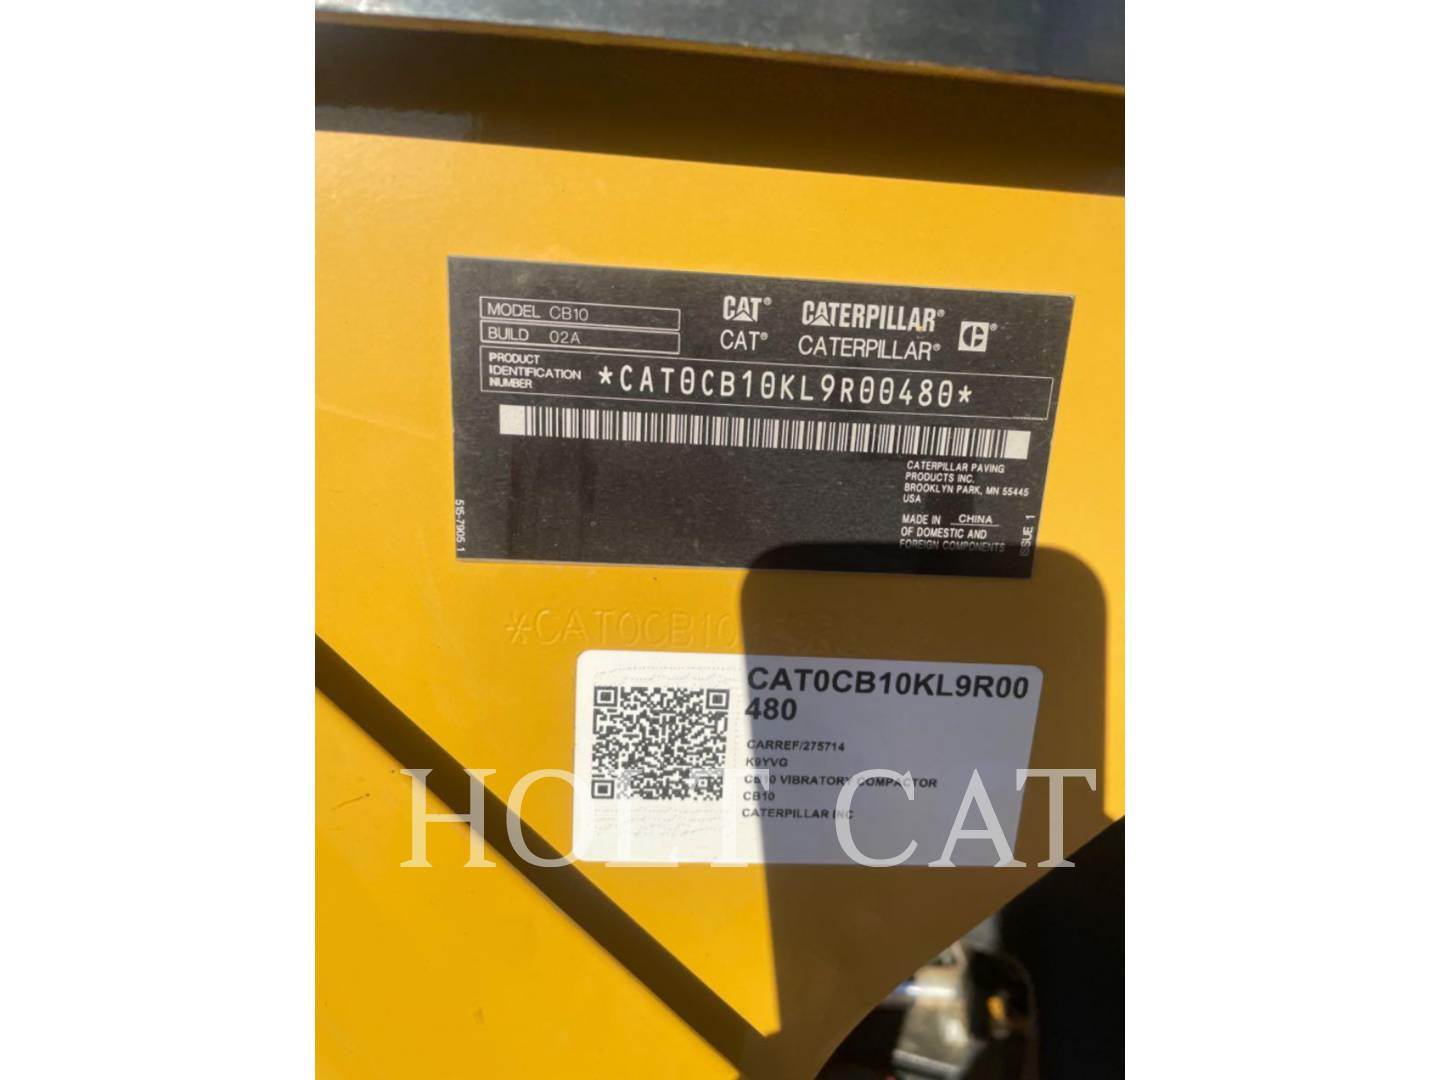 MODEL CB10
BUILD 02A
CAT® CATERPILLAR®
CAT® CATERPILLAR®
PRODUCT
IDENTIFICATION
NUMBER
*CAT0CB10KL9R00480*
CATERPILLAR PAVING
PRODUCTS INC.
BROOKLYN PARK, MN 55445
USA
MADE IN CHINA
OF DOMESTIC AND
FOREIGN COMPONENTS
515-7905 1
ISSUE 1
*CAT0CB10
CAT0CB10KL9R00
480
CARREF/275714
K9YVG
CB10 VIBRATORY COMPACTOR
CB10
CATERPILLAR INC
HOLT CAT